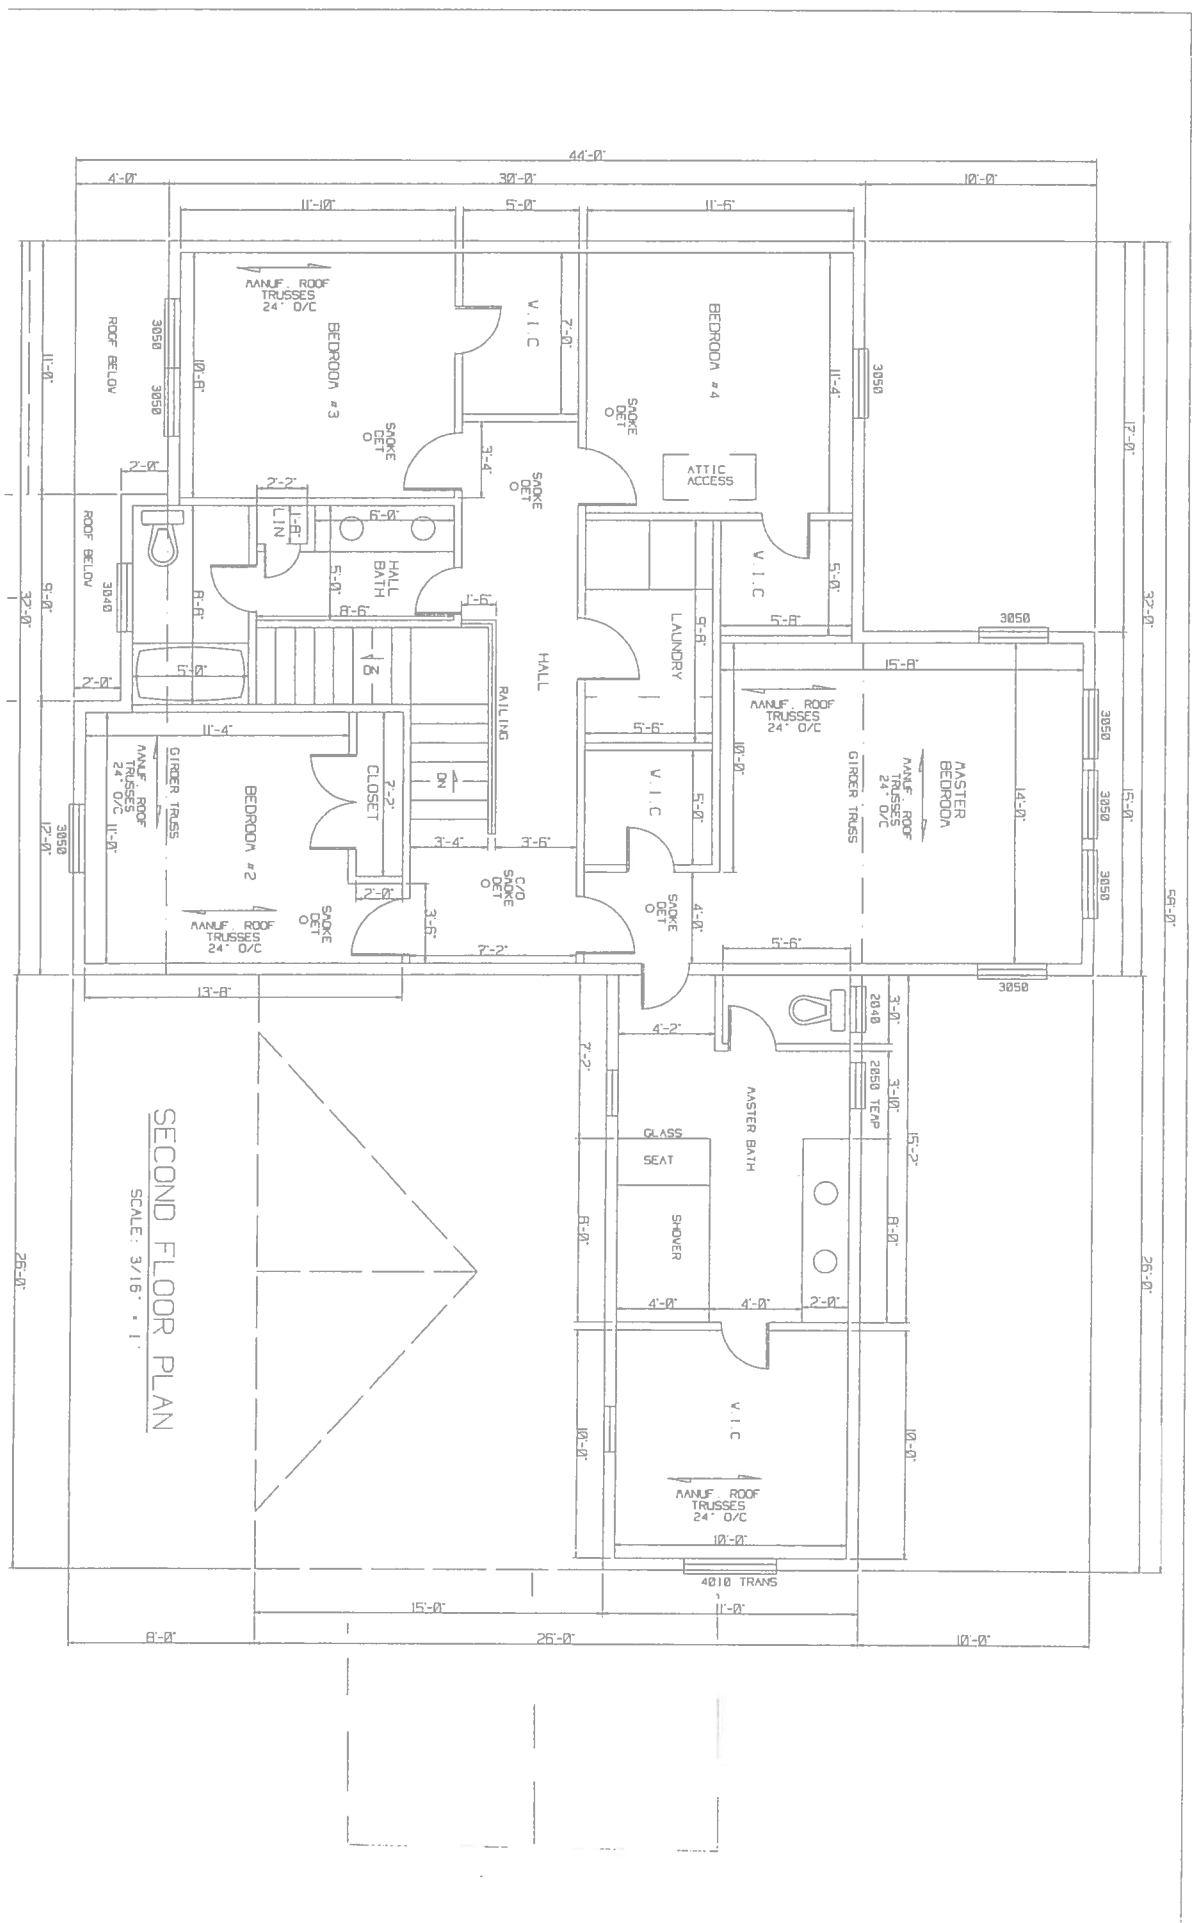 44'-0"
4'-0"
30'-0"
10'-0"
11'-10"
5'-0"
11'-6"
MANUF. ROOF
TRUSSES
24" O/C
BEDROOM #3
10'-8"
3050
3050
ROOF BELOW
11'-0"
2'-0"
SMOKE
DET
W.I.C
7'-0"
3'-4"
SMOKE
DET
BEDROOM #4
11'-4"
3050
SMOKE
DET
ATTIC
ACCESS
17'-0"
32'-0"
58'-0"
ROOF BELOW
3040
9'-0"
32'-0"
2'-0"
2'-2"
LIN
1'-8"
6'-0"
HALL
BATH
5'-0"
8'-6"
8'-8"
5'-0"
1'-6"
HALL
RAILING
DN
DN
LAUNDRY
9'-8"
5'-6"
W.I.C
5'-0"
5'-8"
3050
15'-8"
MANUF. ROOF
TRUSSES
24" O/C
10'-0"
GIRDER TRUSS
MANUF. ROOF
TRUSSES
24" O/C
MASTER
BEDROOM
14'-0"
3050
3050
3050
15'-0"
3050
W.I.C
5'-0"
4'-0"
SMOKE
DET
5'-6"
11'-4"
MANUF. ROOF
TRUSSES
24" O/C
GIRDER TRUSS
11'-0"
3050
12'-0"
BEDROOM #2
CLOSET
7'-2"
2'-0"
3'-4"
3'-6"
C/O
SMOKE
DET
3'-6"
7'-2"
SMOKE
DET
MANUF. ROOF
TRUSSES
24" O/C
13'-8"
4'-2"
7'-2"
2040
3'-0"
2050 TEMP
3'-10"
15'-2"
MASTER BATH
GLASS
SEAT
SHOWER
8'-0"
8'-0"
4'-0"
4'-0"
2'-0"
26'-0"
26'-0"
W.I.C
10'-0"
10'-0"
MANUF. ROOF
TRUSSES
24" O/C
10'-0"
4010 TRANS
15'-0"
11'-0"
8'-0"
26'-0"
10'-0"
SECOND FLOOR PLAN
SCALE: 3/16" = 1'